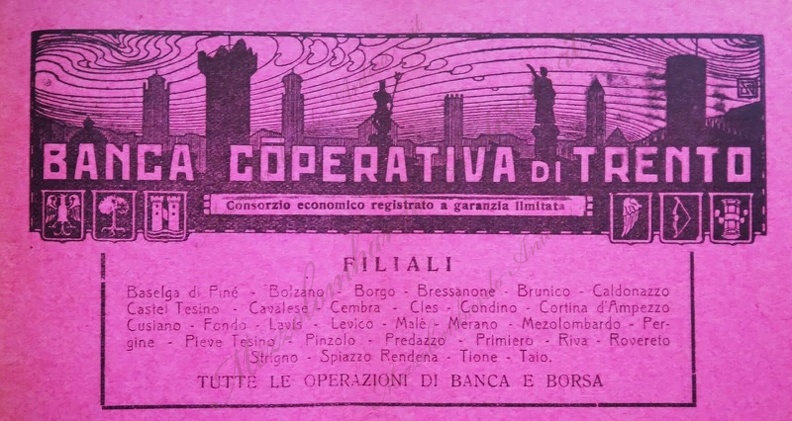 BANCA CŌPERATIVA DI TRENTO
Consorzio economico registrato a garanzia limitata
FILIALI
Baselga di Piné - Bolzano - Borgo - Bressanone - Brunico - Caldonazzo
Castel Tesino - Cavalese - Cembra - Cles - Condino - Cortina d'Ampezzo
Cusiano - Fondo - Lavis - Levico - Malè - Merano - Mezolombardo - Per-
gine - Pieve Tesino - Pinzolo - Predazzo - Primiero - Riva - Rovereto
Strigno - Spiazzo Rendena - Tione - Taio.
TUTTE LE OPERAZIONI DI BANCA E BORSA